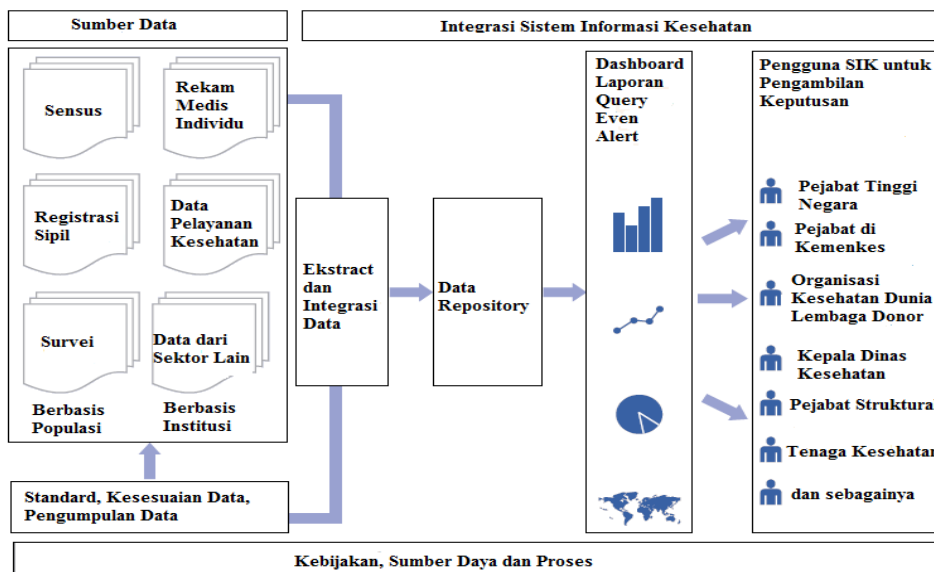 Sumber Data
Integrasi Sistem Informasi Kesehatan
Sensus
Rekam
Medis
Individu
Registrasi
Sipil
Data
Pelayanan
Kesehatan
Survei
Data dari
Sektor Lain
Berbasis
Populasi
Berbasis
Institusi
Standard, Kesesuaian Data,
Pengumpulan Data
Ekstract
dan
Integrasi
Data
Data
Repository
Dashboard
Laporan
Query
Even
Alert
Pengguna SIK untuk
Pengambilan
Keputusan
Pejabat Tinggi
Negara
Pejabat di
Kemenkes
Organisasi
Kesehatan Dunia
Lembaga Donor
Kepala Dinas
Kesehatan
Pejabat Struktural
Tenaga Kesehatan
dan sebagainya
Kebijakan, Sumber Daya dan Proses